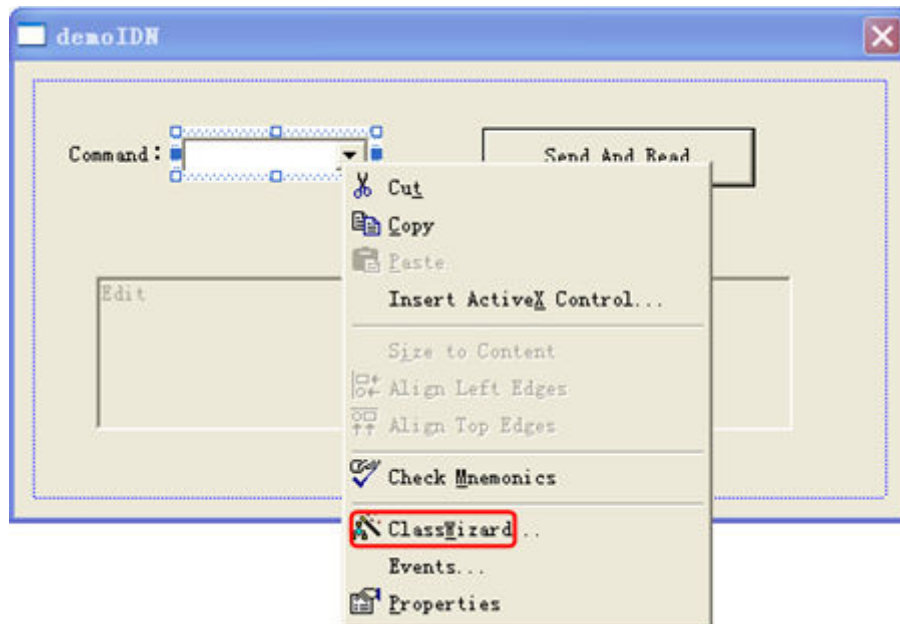 demoIDN
Command:
Send And Read
Edit
Cut
Copy
Paste
Insert ActiveX Control...
Size to Content
Align Left Edges
Align Top Edges
Check Mnemonics
ClassWizard...
Events...
Properties